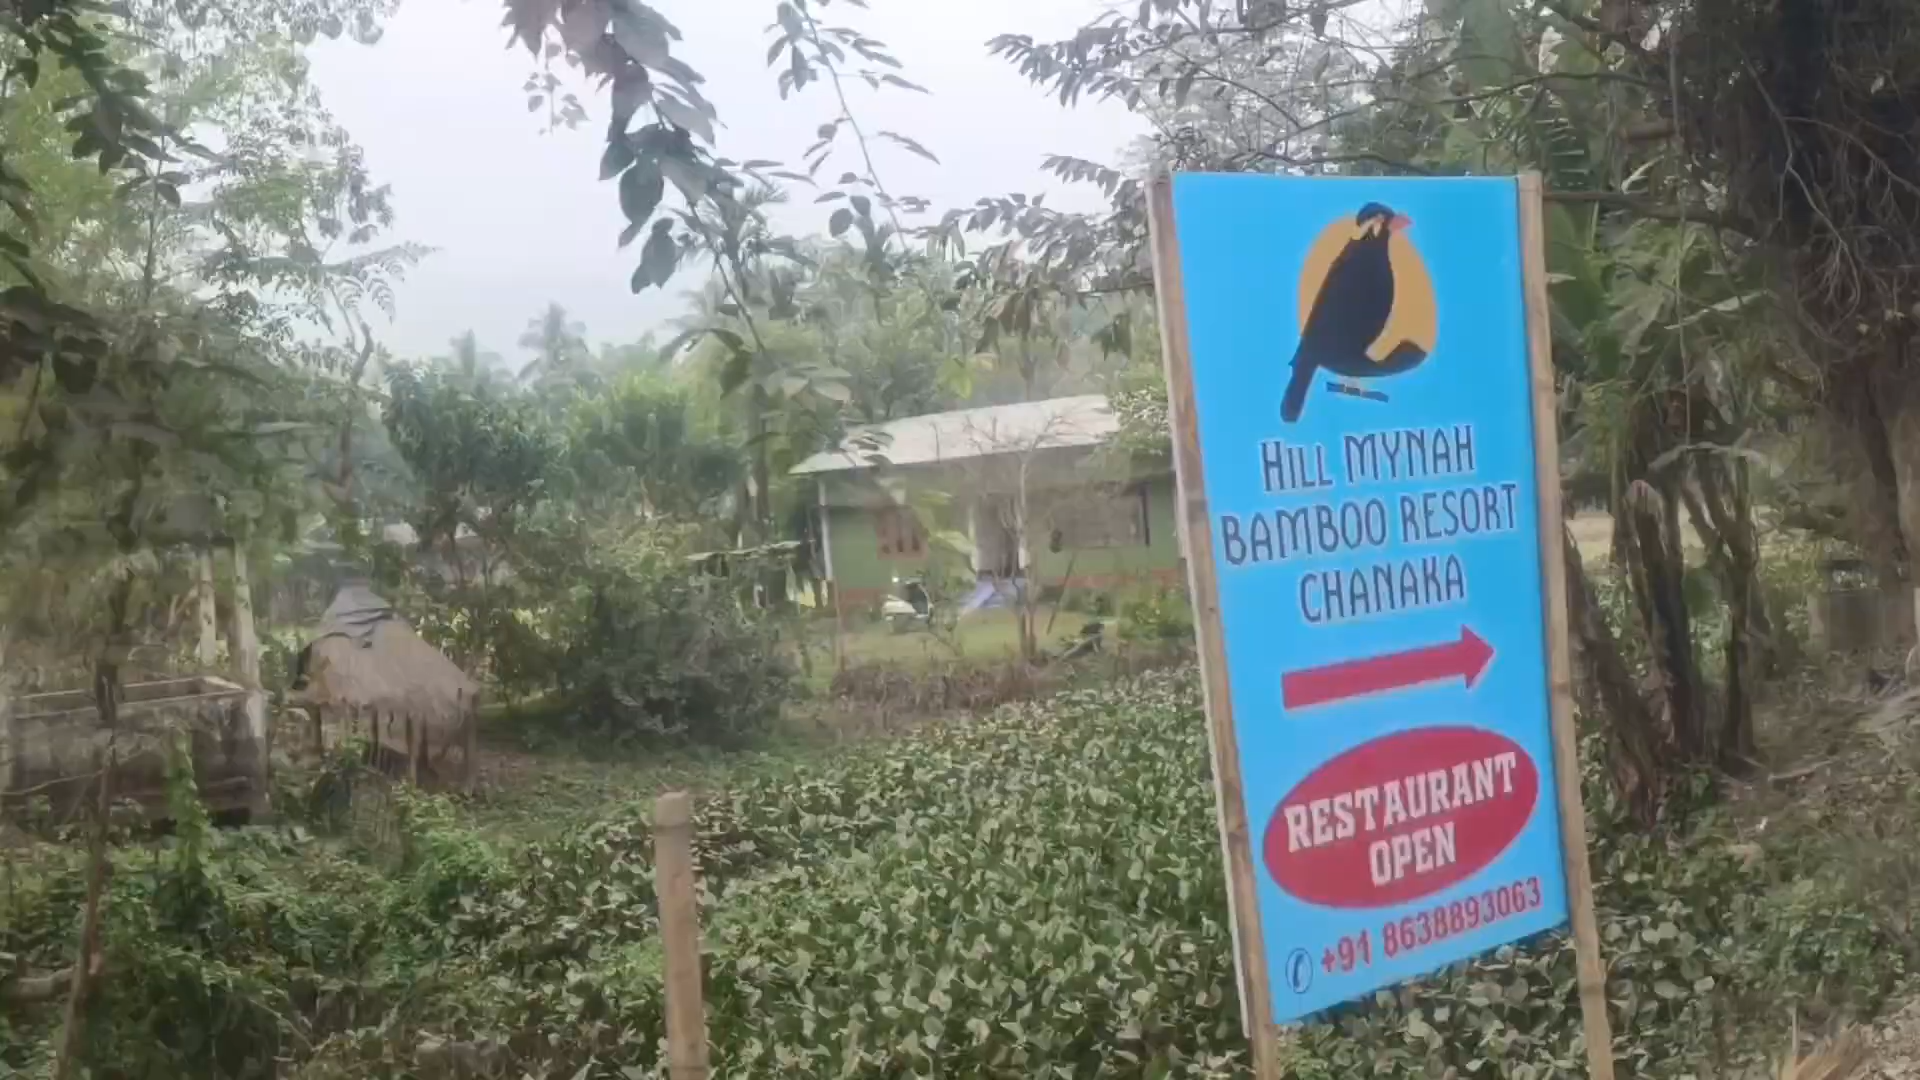 HILL MYNAH
BAMBOO RESORT
CHANAKA
RESTAURANT
OPEN
+91 8638893063